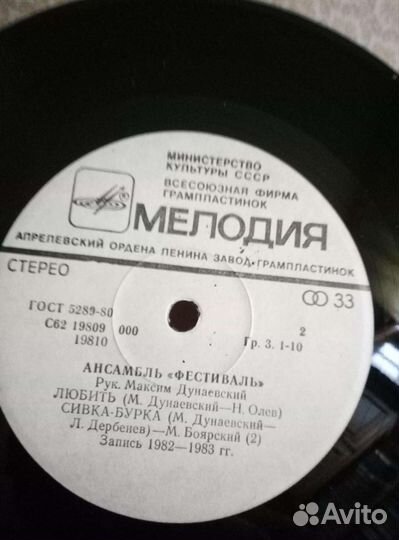 МИНИСТЕРСТВО
КУЛЬТУРЫ СССР
ВСЕСОЮЗНАЯ ФИРМА
ГРАМПЛАСТИНОК
МЕЛОДИЯ
АПРЕЛЕВСКИЙ ОРДЕНА ЛЕНИНА ЗАВОД·ГРАМПЛАСТИНОК
СТЕРЕО
33
ГОСТ 5289-80
С62 19809 000
19810
2
Гр. 3. 1-10
АНСАМБЛЬ «ФЕСТИВАЛЬ»
Рук. Максим Дунаевский
ЛЮБИТЬ (М. Дунаевский—Н. Олев)
СИВКА-БУРКА (М. Дунаевский-
Л. Дербенев)—М. Боярский (2)
Запись 1982—1983 гг.
Avito